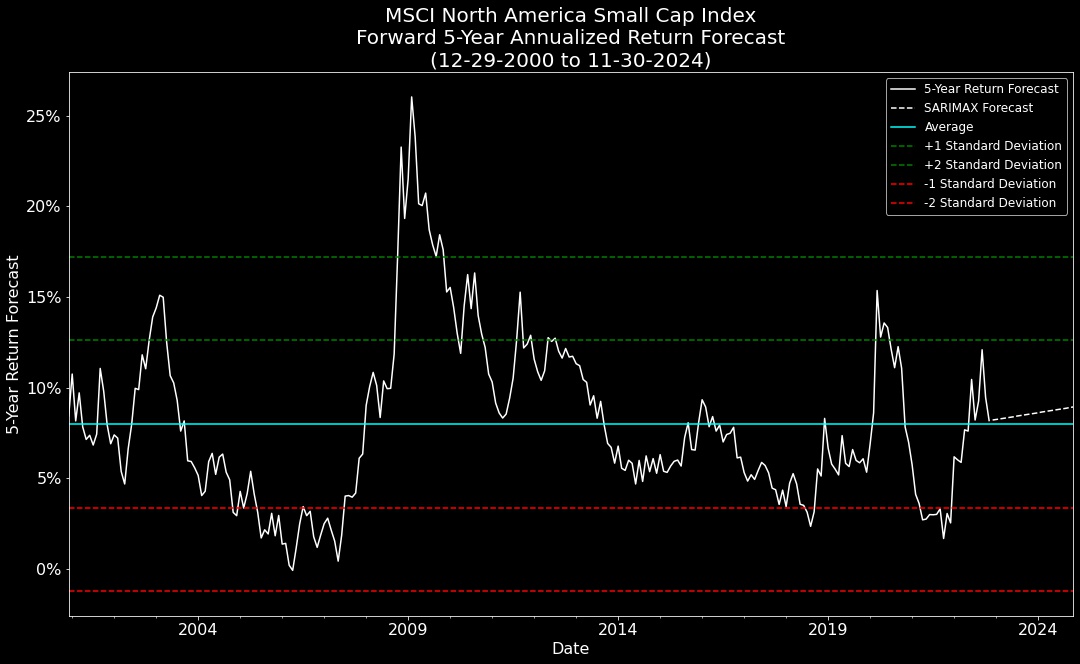 MSCI North America Small Cap Index
Forward 5-Year Annualized Return Forecast
(12-29-2000 to 11-30-2024)
5-Year Return Forecast
SARIMAX Forecast
Average
+1 Standard Deviation
+2 Standard Deviation
-1 Standard Deviation
-2 Standard Deviation
5-Year Return Forecast
25%
20%
15%
10%
5%
0%
2004
2009
2014
2019
2024
Date